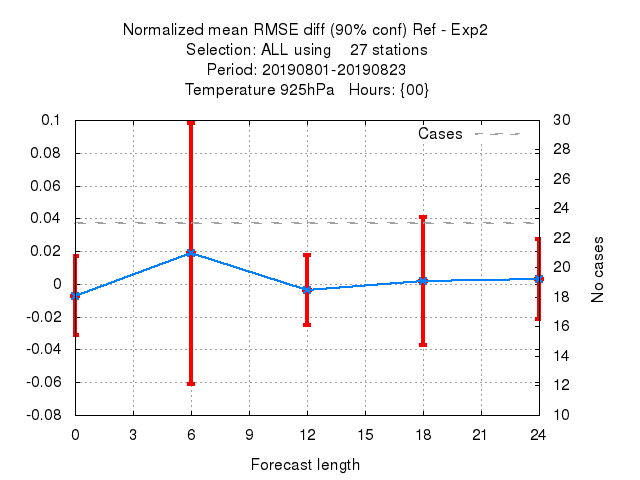 Normalized mean RMSE diff (90% conf) Ref - Exp2
Selection: ALL using    27 stations
Period: 20190801-20190823
Temperature 925hPa   Hours: {00}
Cases
0.1
0.08
0.06
0.04
0.02
0
-0.02
-0.04
-0.06
-0.08
30
28
26
24
22
20
18
16
14
12
10
No cases
0 3 6 9 12 15 18 21 24
Forecast length